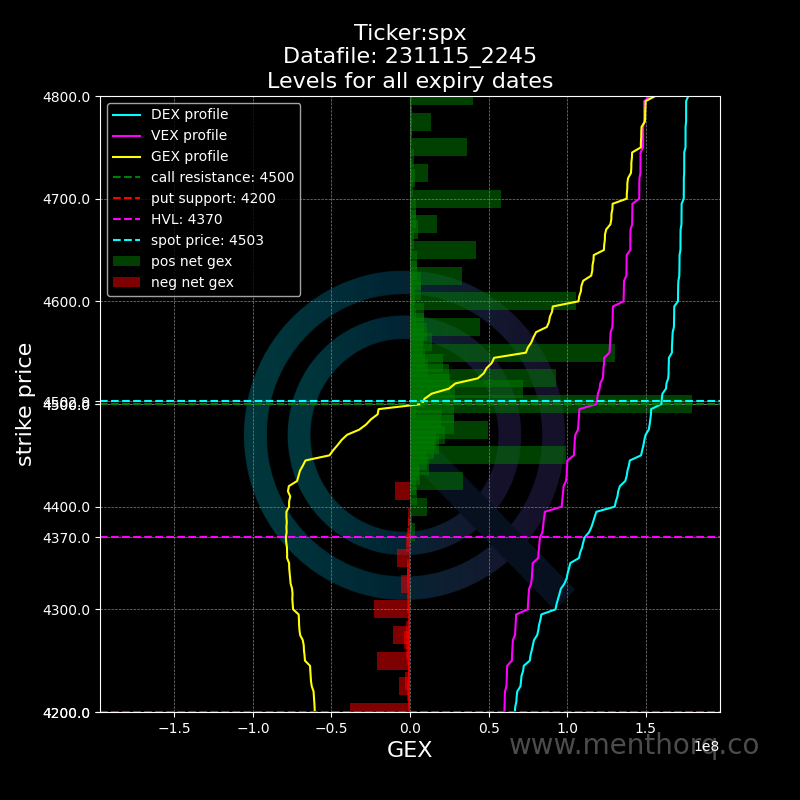 Ticker:spx
Datafile: 231115_2245
Levels for all expiry dates
DEX profile
VEX profile
GEX profile
call resistance: 4500
put support: 4200
HVL: 4370
spot price: 4503
pos net gex
neg net gex
strike price
4800.0
4700.0
4600.0
4500.0
4400.0
4370.0
4300.0
4200.0
−1.5
−1.0
−0.5
0.0
0.5
1.0
1.5
1e8
GEX
www.menthorq.co